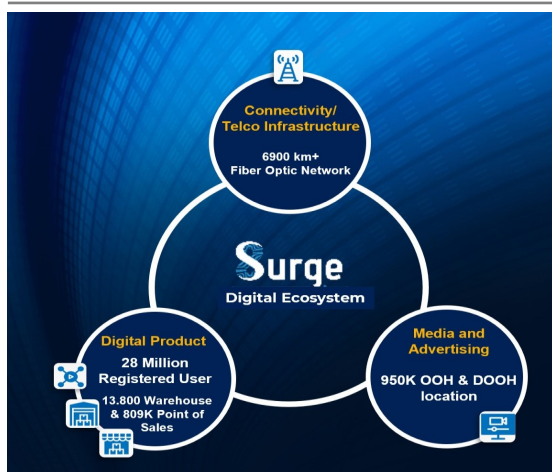 Connectivity/
Telco Infrastructure
6900 km+
Fiber Optic Network
Surge
Digital Ecosystem
Digital Product
28 Million
Registered User
13.800 Warehouse
& 809K Point of
Sales
Media and
Advertising
950K OOH & DOOH
location